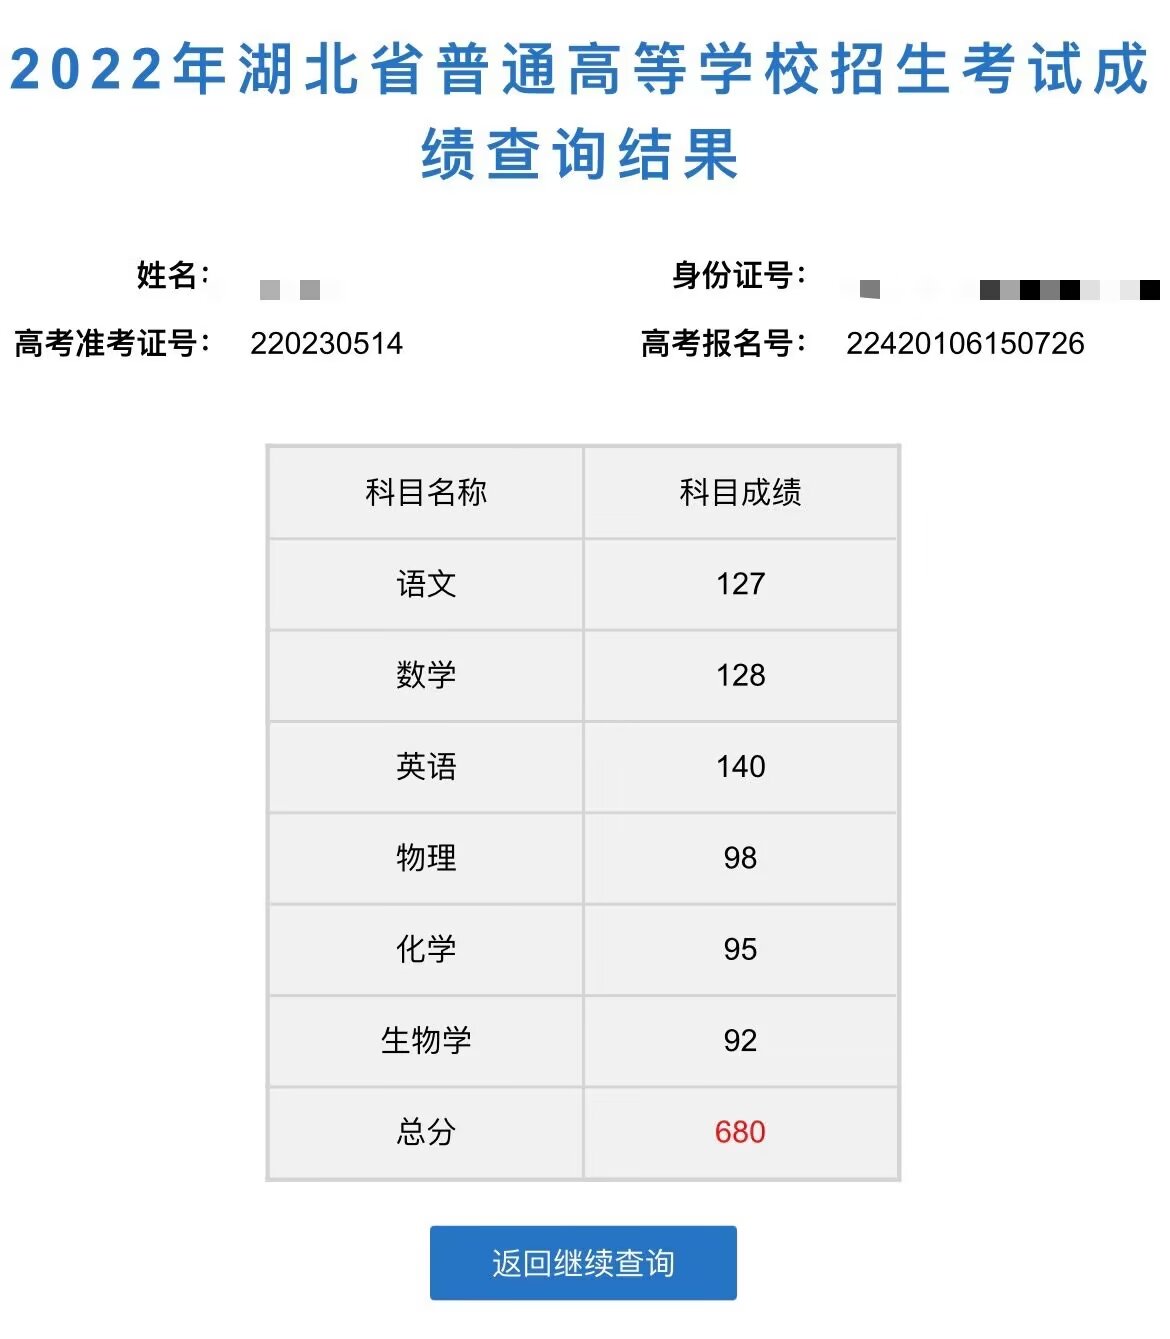 2022年湖北省普通高等学校招生考试成
绩查询结果
姓名： 身份证号：
高考准考证号： 220230514 高考报名号： 22420106150726
科目名称 科目成绩
语文 127
数学 128
英语 140
物理 98
化学 95
生物学 92
总分 680
返回继续查询